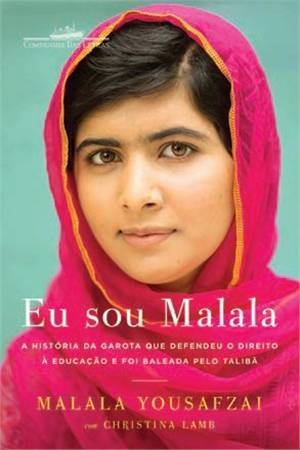 COMPANHIA DAS LETRAS
Eu sou Malala
A HISTÓRIA DA GAROTA QUE DEFENDEU O DIREITO
À EDUCAÇÃO E FOI BALEADA PELO TALIBÃ
MALALA YOUSAFZAI
com CHRISTINA LAMB